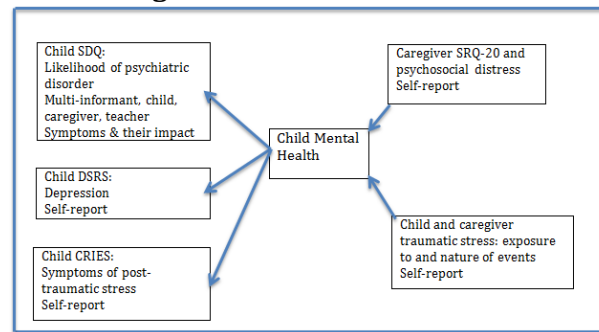 Child SDQ:
Likelihood of psychiatric
disorder
Multi-informant, child,
caregiver, teacher
Symptoms & their impact
Caregiver SRQ-20 and
psychosocial distress
Self-report
Child Mental
Health
Child DSRS:
Depression
Self-report
Child and caregiver
traumatic stress: exposure
to and nature of events
Self-report
Child CRIES:
Symptoms of post-
traumatic stress
Self-report